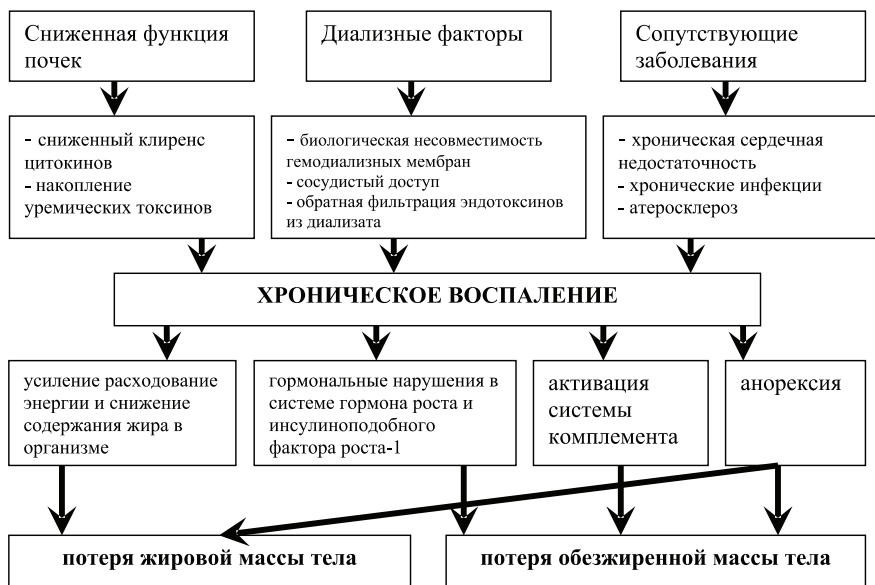 Сниженная функция
почек
Диализные факторы
Сопутствующие
заболевания
- сниженный клиренс
цитокинов
- накопление
уремических токсинов
- биологическая несовместимость
гемодиализных мембран
- сосудистый доступ
- обратная фильтрация эндотоксинов
из диализата
- хроническая сердечная
недостаточность
- хронические инфекции
- атеросклероз
ХРОНИЧЕСКОЕ ВОСПАЛЕНИЕ
усиление расходование
энергии и снижение
содержания жира в
организме
гормональные нарушения в
системе гормона роста и
инсулиноподобного
фактора роста-1
активация
системы
комплемента
анорексия
потеря жировой массы тела
потеря обезжиренной массы тела